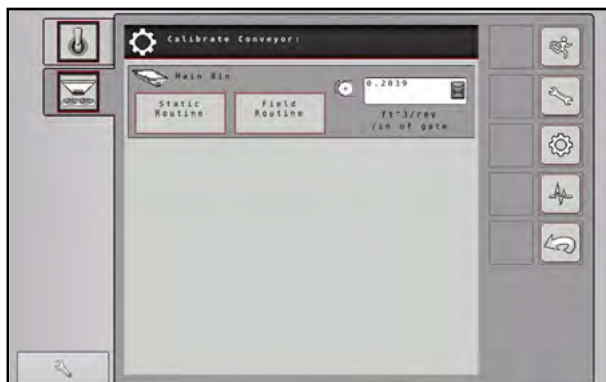 Calibrate Conveyor:
Main Bin
0.2039
Static
Routine
Field
Routine
ft^3/rev
/in of gate